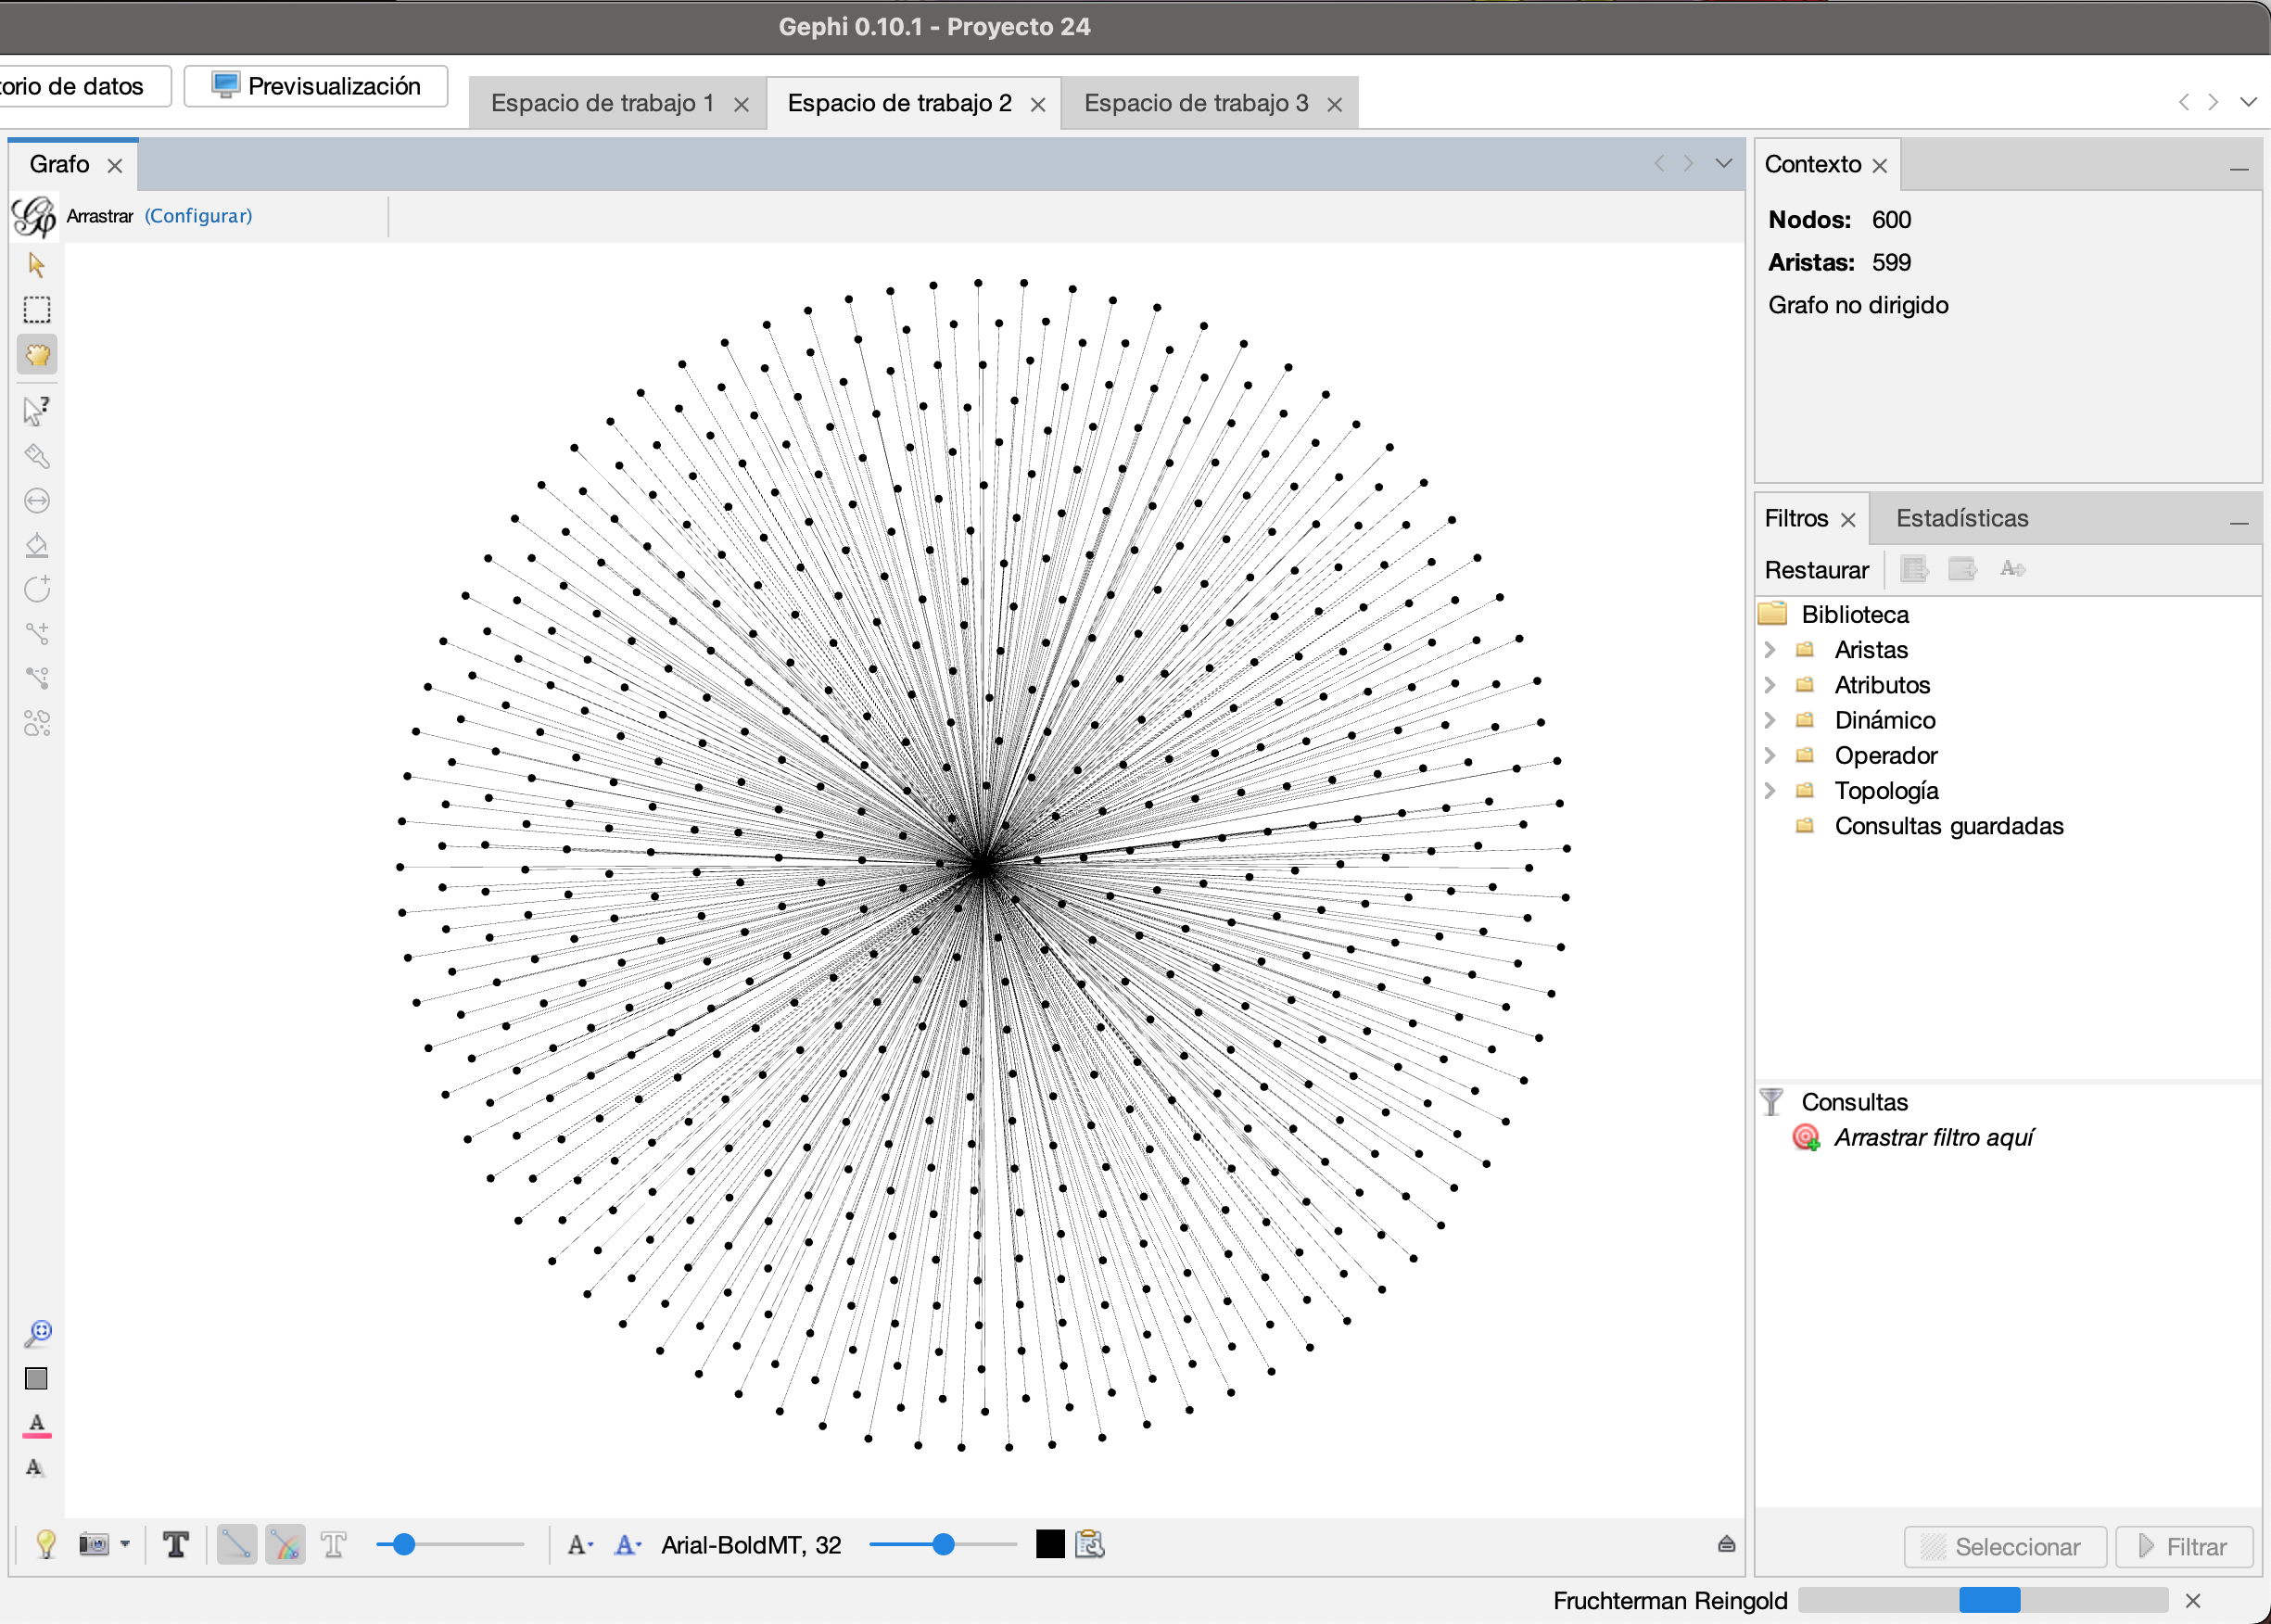 Gephi 0.10.1 - Proyecto 24
torio de datos
Previsualización
Espacio de trabajo 1
Espacio de trabajo 2
Espacio de trabajo 3
Grafo
Arrastrar (Configurar)
Contexto
Nodos: 600
Aristas: 599
Grafo no dirigido
Filtros
Estadísticas
Restaurar
Biblioteca
Aristas
Atributos
Dinámico
Operador
Topología
Consultas guardadas
Consultas
Arrastrar filtro aquí
Arial-BoldMT, 32
Seleccionar
Filtrar
Fruchterman Reingold